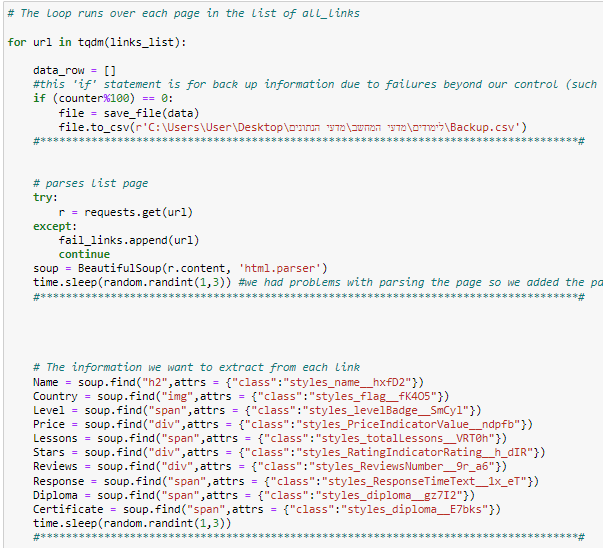 # The loop runs over each page in the list of all_links
for url in tqdm(links_list):
data_row = []
#this 'if' statement is for back up information due to failures beyond our control (such
if (counter%100) == 0:
file = save_file(data)
file.to_csv(r'C:\Users\User\Desktop\לימודים\מדעי המחשב\מדעי הנתונים\Backup.csv')
#******************************************************************************#
# parses list page
try:
r = requests.get(url)
except:
fail_links.append(url)
continue
soup = BeautifulSoup(r.content, 'html.parser')
time.sleep(random.randint(1,3)) #we had problems with parsing the page so we added the pa
#******************************************************************************#
# The information we want to extract from each link
Name = soup.find("h2",attrs = {"class":"styles_name__hxfD2"})
Country = soup.find("img",attrs = {"class":"styles_flag__fK4O5"})
Level = soup.find("span",attrs = {"class":"styles_levelBadge__SmCyl"})
Price = soup.find("div",attrs = {"class":"styles_PriceIndicatorValue__ndpfb"})
Lessons = soup.find("span",attrs = {"class":"styles_totalLessons__VRT0h"})
Stars = soup.find("div",attrs = {"class":"styles_RatingIndicatorRating__h_dIR"})
Reviews = soup.find("div",attrs = {"class":"styles_ReviewsNumber__9r_a6"})
Response = soup.find("span",attrs = {"class":"styles_ResponseTimeText__1x_eT"})
Diploma = soup.find("span",attrs = {"class":"styles_diploma__gz7I2"})
Certificate = soup.find("span",attrs = {"class":"styles_diploma__E7bks"})
time.sleep(random.randint(1,3))
#******************************************************************************#